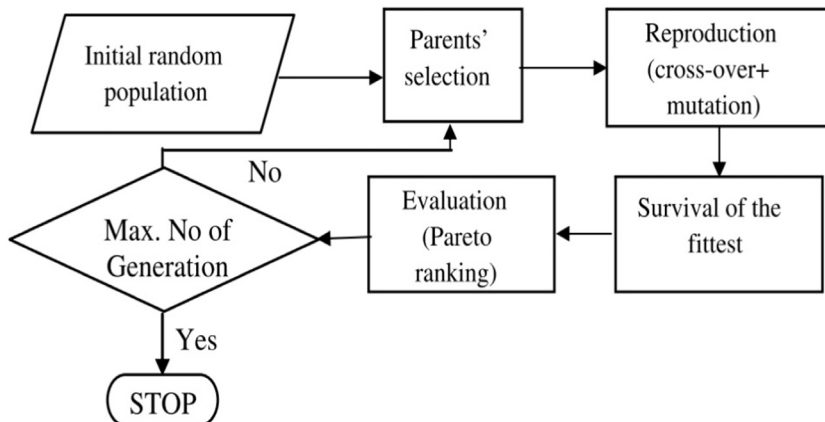 Initial random
population
Parents'
selection
Reproduction
(cross-over+
mutation)
Survival of the
fittest
Evaluation
(Pareto
ranking)
Max. No of
Generation
No
Yes
STOP